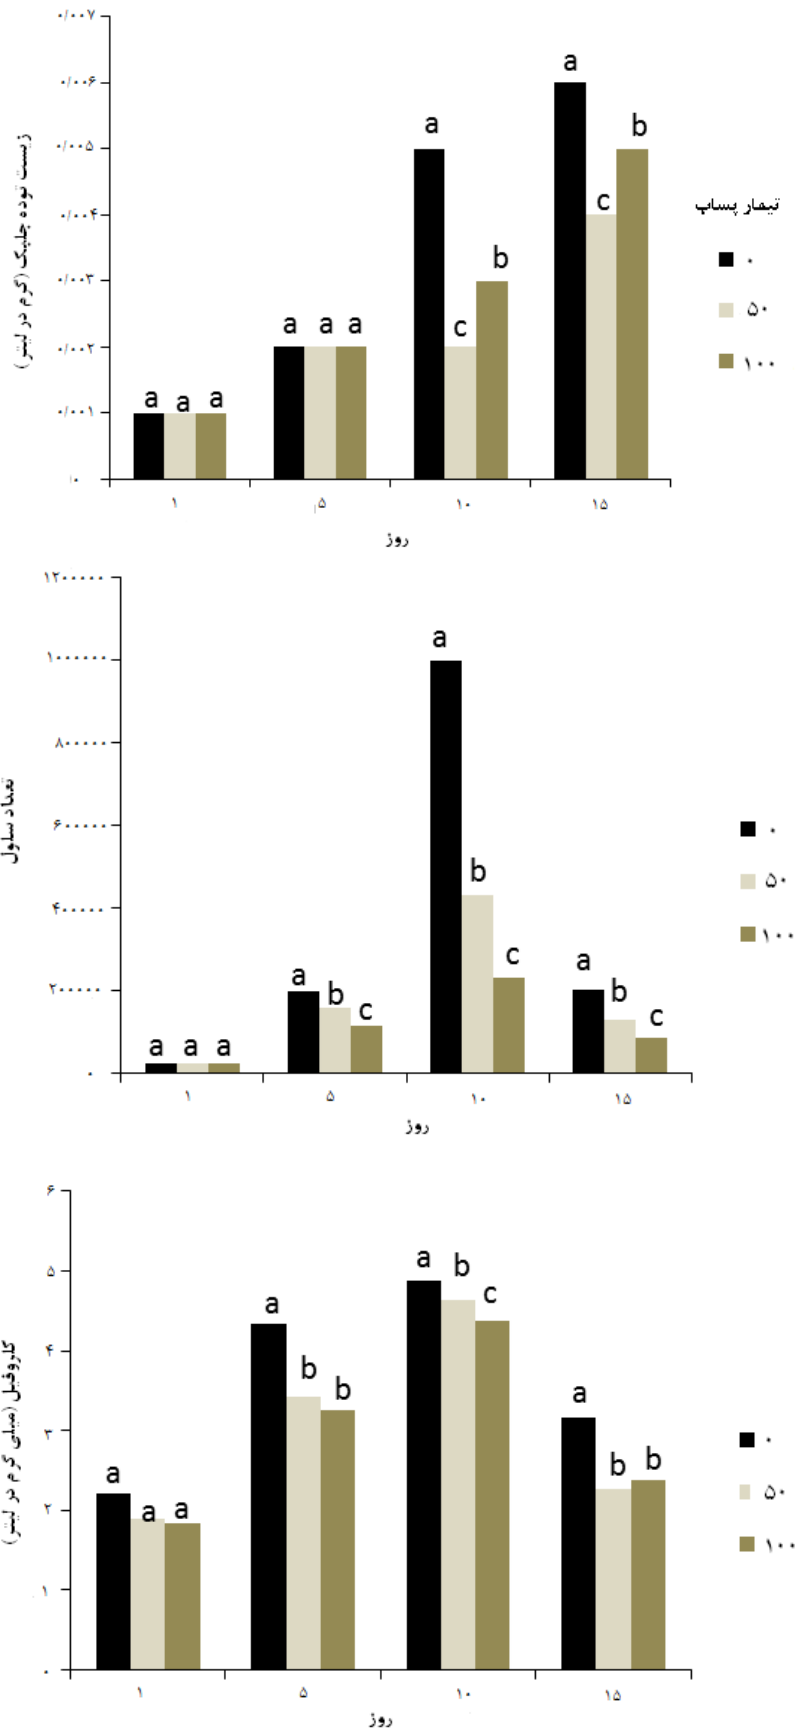 زیست توده جلبک (گرم در لیتر)
۰/۰۰۷
۰/۰۰۶
۰/۰۰۵
۰/۰۰۴
۰/۰۰۳
۰/۰۰۲
۰/۰۰۱
۰
a a a
a a a
a c b
a c b
۱ ۵ ۱۰ ۱۵
روز
تیمار پساب
۰
۵۰
۱۰۰
تعداد سلول
۱۲۰۰۰۰۰
۱۰۰۰۰۰۰
۸۰۰۰۰۰
۶۰۰۰۰۰
۴۰۰۰۰۰
۲۰۰۰۰۰
۰
a a a
a b c
a b c
a b c
۱ ۵ ۱۰ ۱۵
روز
۰
۵۰
۱۰۰
کلروفیل (میلی گرم در لیتر)
۶
۵
۴
۳
۲
۱
۰
a a a
a b b
a b c
a b b
۱ ۵ ۱۰ ۱۵
روز
۰
۵۰
۱۰۰